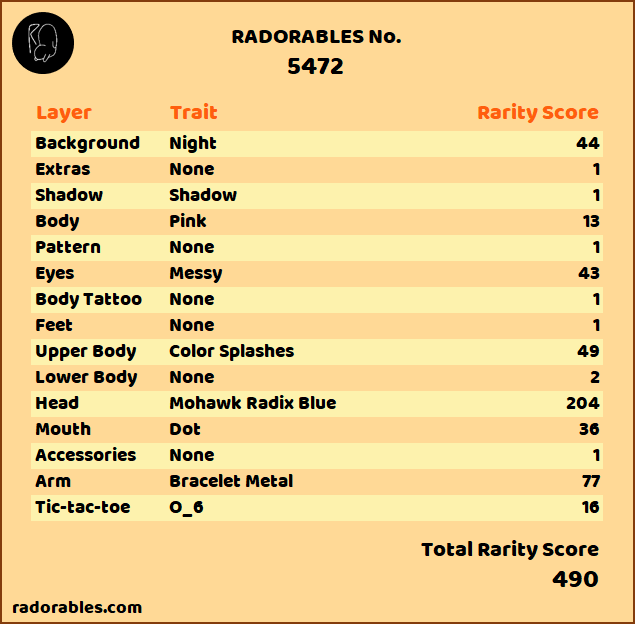 RADORABLES No.
5472
Layer Trait Rarity Score
Background Night 44
Extras None 1
Shadow Shadow 1
Body Pink 13
Pattern None 1
Eyes Messy 43
Body Tattoo None 1
Feet None 1
Upper Body Color Splashes 49
Lower Body None 2
Head Mohawk Radix Blue 204
Mouth Dot 36
Accessories None 1
Arm Bracelet Metal 77
Tic-tac-toe O_6 16
Total Rarity Score
490
radorables.com